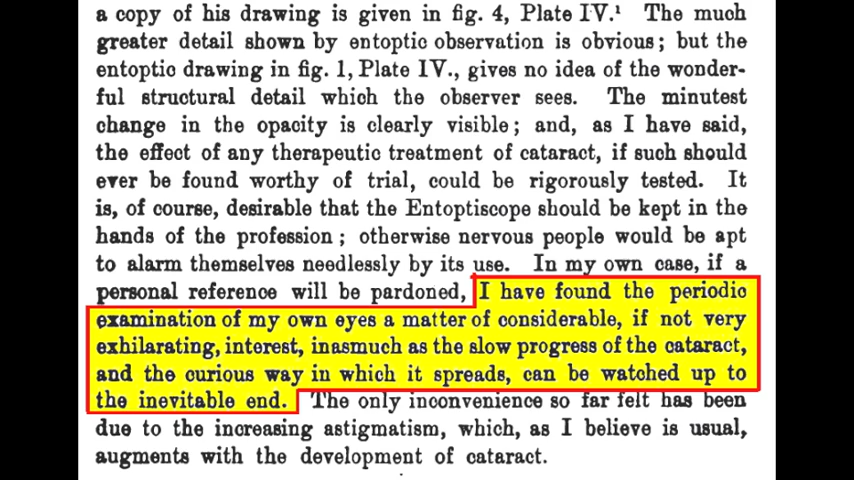 a copy of his drawing is given in fig. 4, Plate IV.¹ The much
greater detail shown by entoptic observation is obvious; but the
entoptic drawing in fig. 1, Plate IV., gives no idea of the wonder-
ful structural detail which the observer sees. The minutest
change in the opacity is clearly visible; and, as I have said,
the effect of any therapeutic treatment of cataract, if such should
ever be found worthy of trial, could be rigorously tested. It
is, of course, desirable that the Entoptiscope should be kept in the
hands of the profession; otherwise nervous people would be apt
to alarm themselves needlessly by its use. In my own case, if a
personal reference will be pardoned, I have found the periodic
examination of my own eyes a matter of considerable, if not very
exhilarating, interest, inasmuch as the slow progress of the cataract,
and the curious way in which it spreads, can be watched up to
the inevitable end. The only inconvenience so far felt has been
due to the increasing astigmatism, which, as I believe is usual,
augments with the development of cataract.